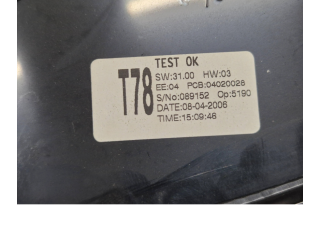 TEST OK
T78
SW:31.00 HW:03
EE:04 PCB:04020028
S/No:089152 Op:5190
DATE:08-04-2006
TIME:15:09:46